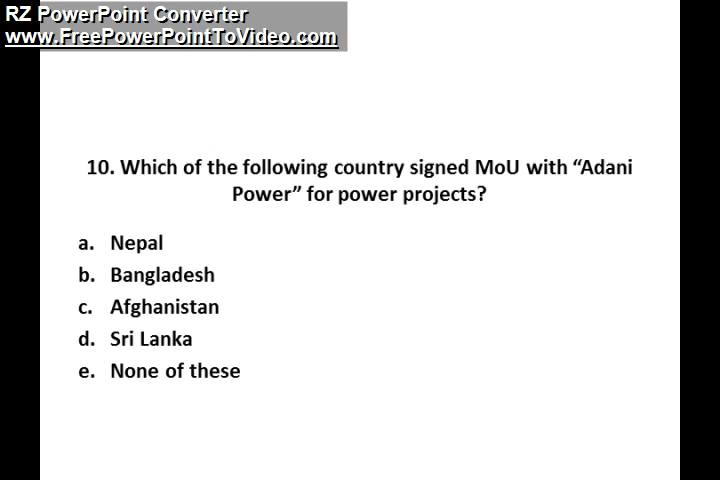 RZ PowerPoint Converter
www.FreePowerPointToVideo.com
10. Which of the following country signed MoU with “Adani
Power” for power projects?
a. Nepal
b. Bangladesh
c. Afghanistan
d. Sri Lanka
e. None of these